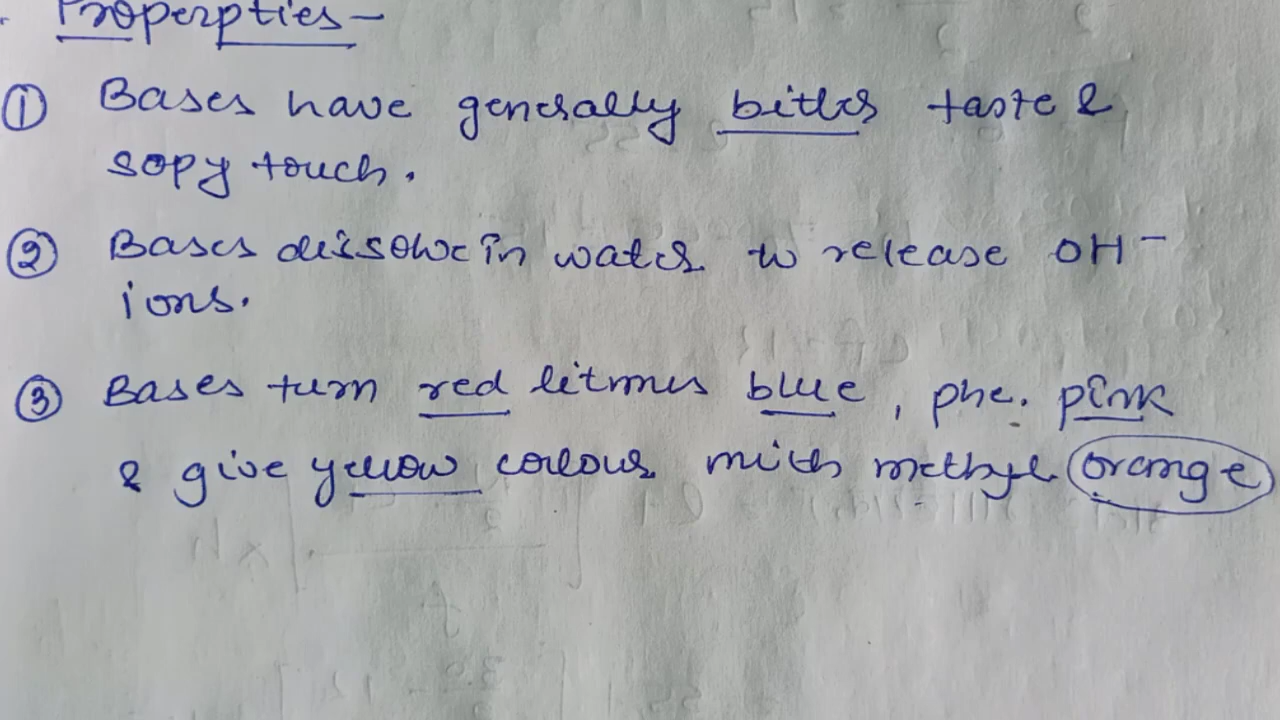 Properpties-
① Bases have generally bitter taste &
sopy touch.
② Bases dissolve in water to release OH⁻
ions.
③ Bases turn red litmus blue, phe. pink
& give yellow colour with methyl orange